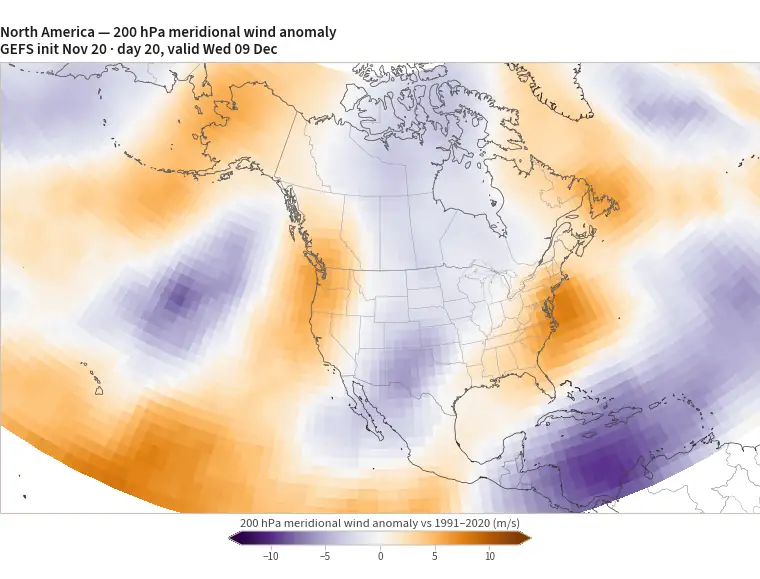 North America — 200 hPa meridional wind anomaly
GEFS init Nov 20 · day 20, valid Wed 09 Dec
200 hPa meridional wind anomaly vs 1991–2020 (m/s)
−10 −5 0 5 10